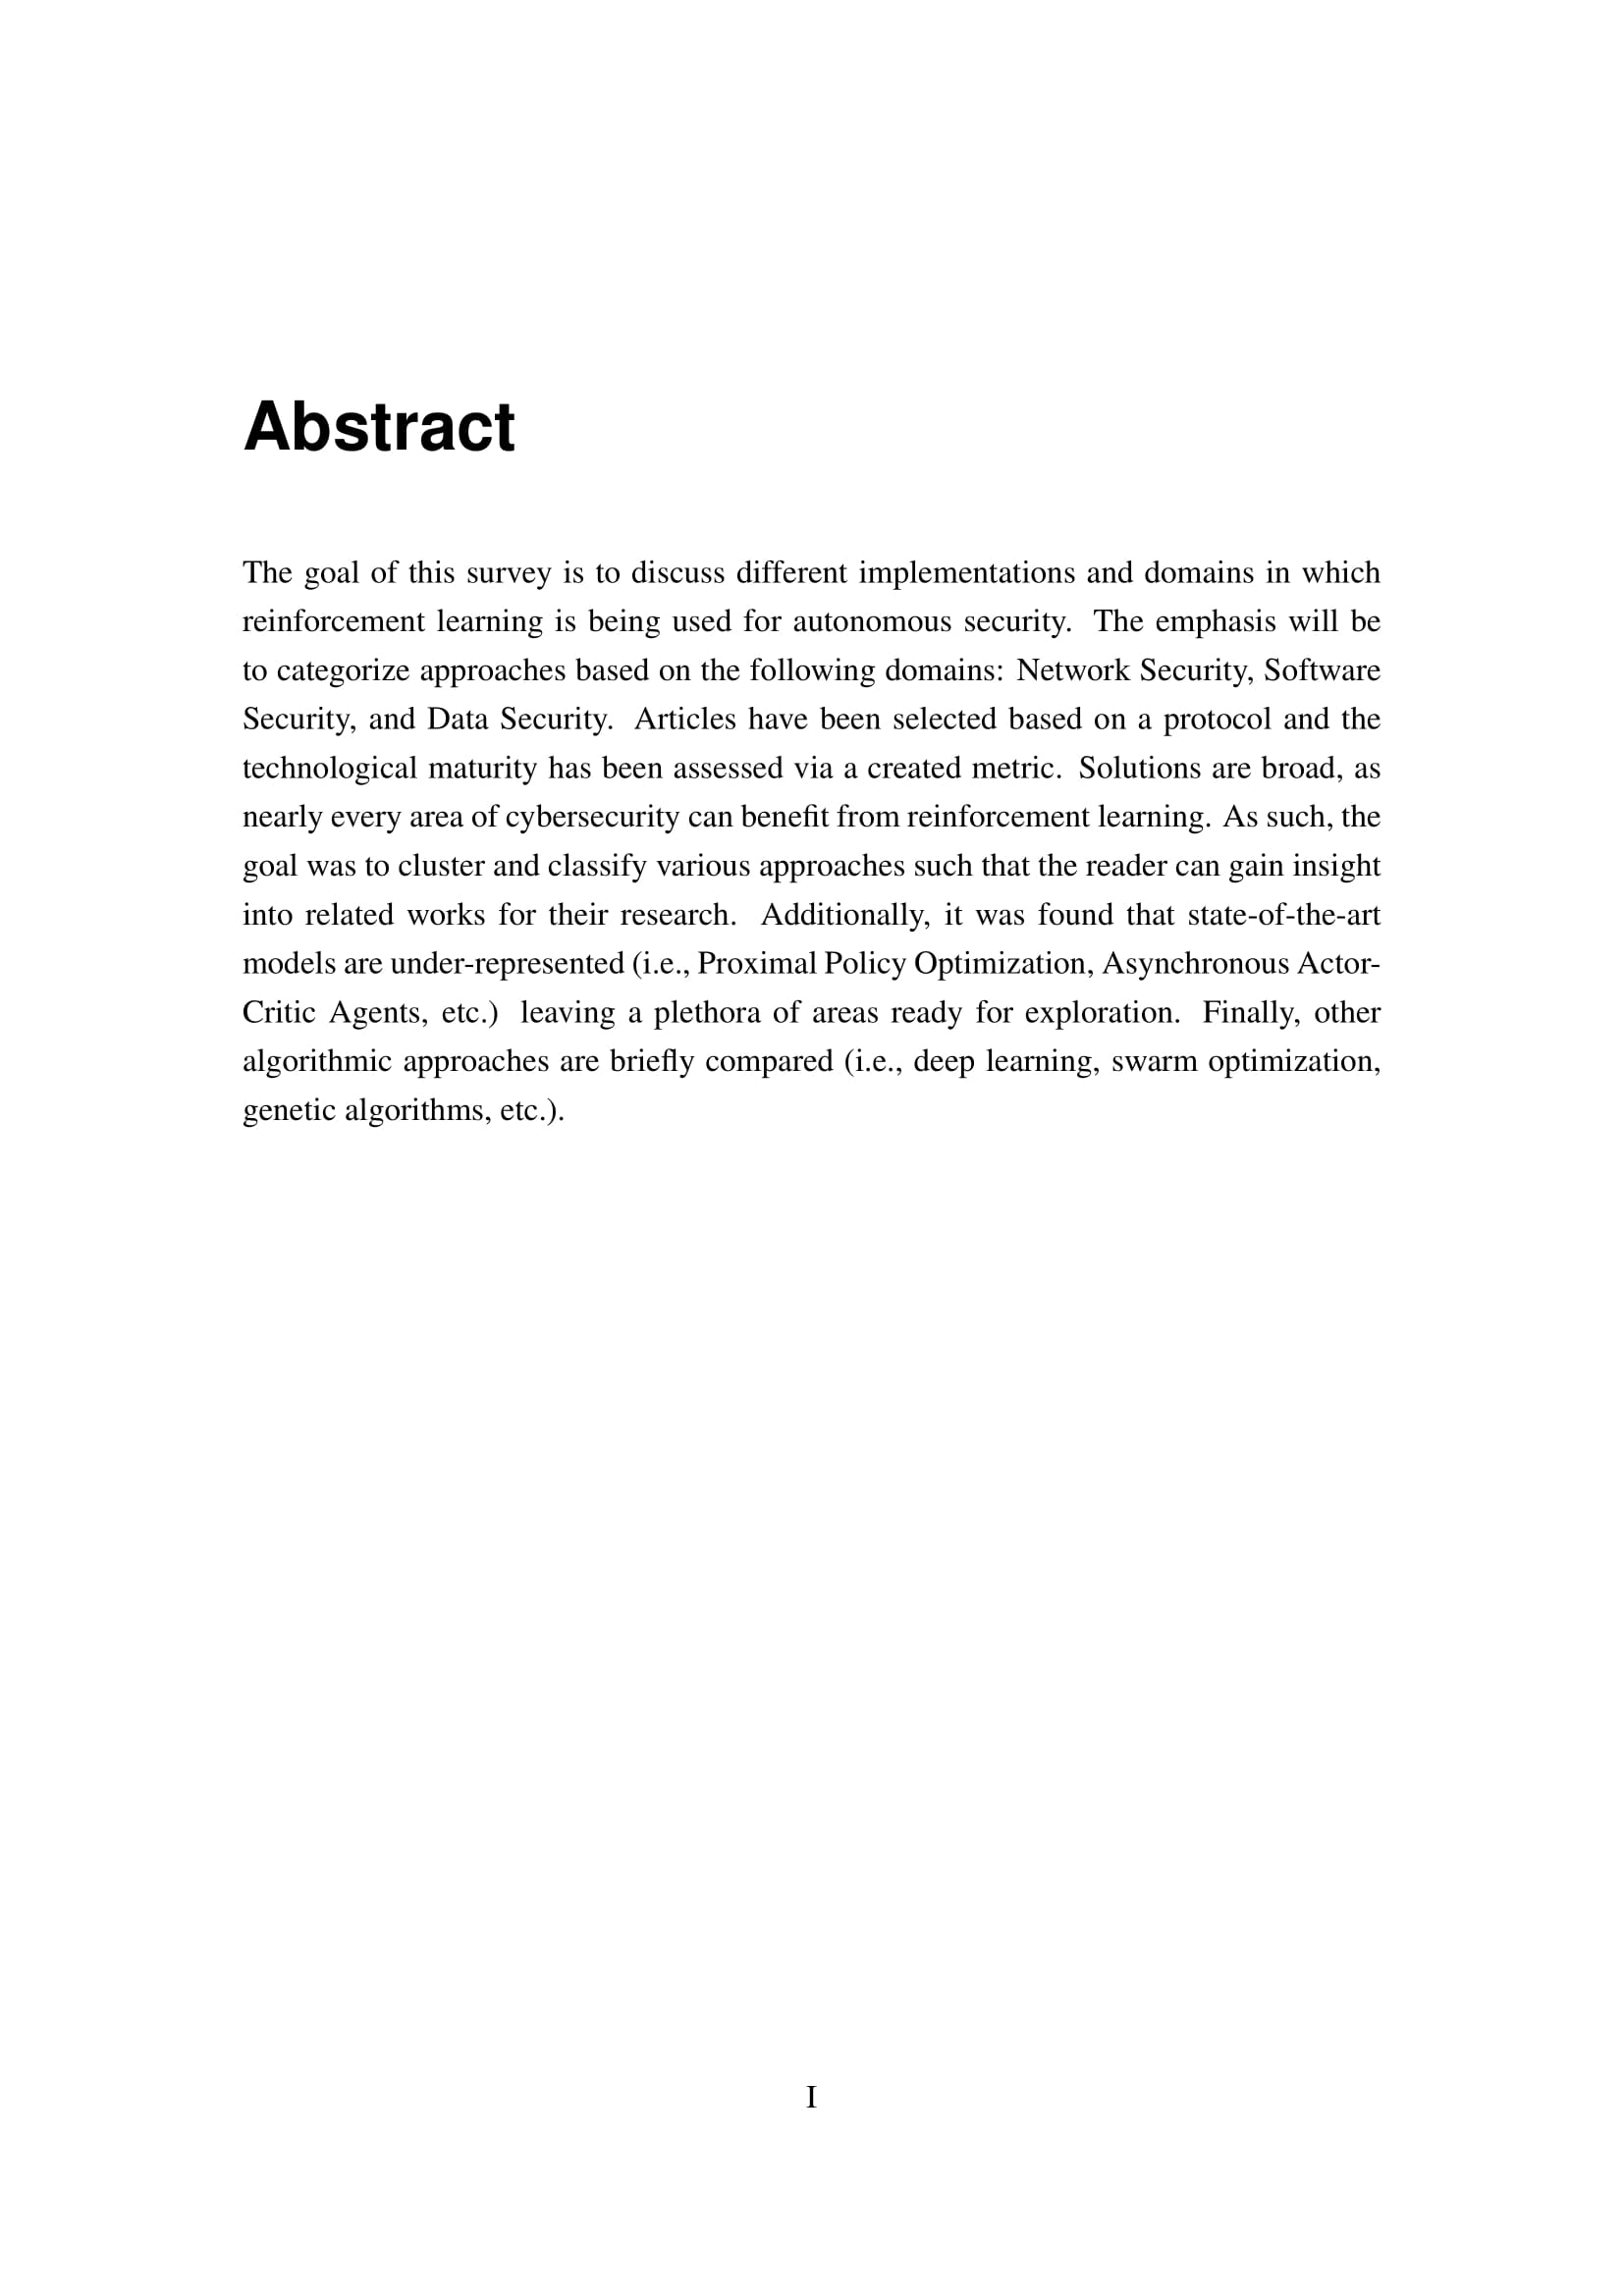 Abstract
The goal of this survey is to discuss different implementations and domains in which
reinforcement learning is being used for autonomous security. The emphasis will be
to categorize approaches based on the following domains: Network Security, Software
Security, and Data Security. Articles have been selected based on a protocol and the
technological maturity has been assessed via a created metric. Solutions are broad, as
nearly every area of cybersecurity can benefit from reinforcement learning. As such, the
goal was to cluster and classify various approaches such that the reader can gain insight
into related works for their research. Additionally, it was found that state-of-the-art
models are under-represented (i.e., Proximal Policy Optimization, Asynchronous Actor-
Critic Agents, etc.) leaving a plethora of areas ready for exploration. Finally, other
algorithmic approaches are briefly compared (i.e., deep learning, swarm optimization,
genetic algorithms, etc.).
I